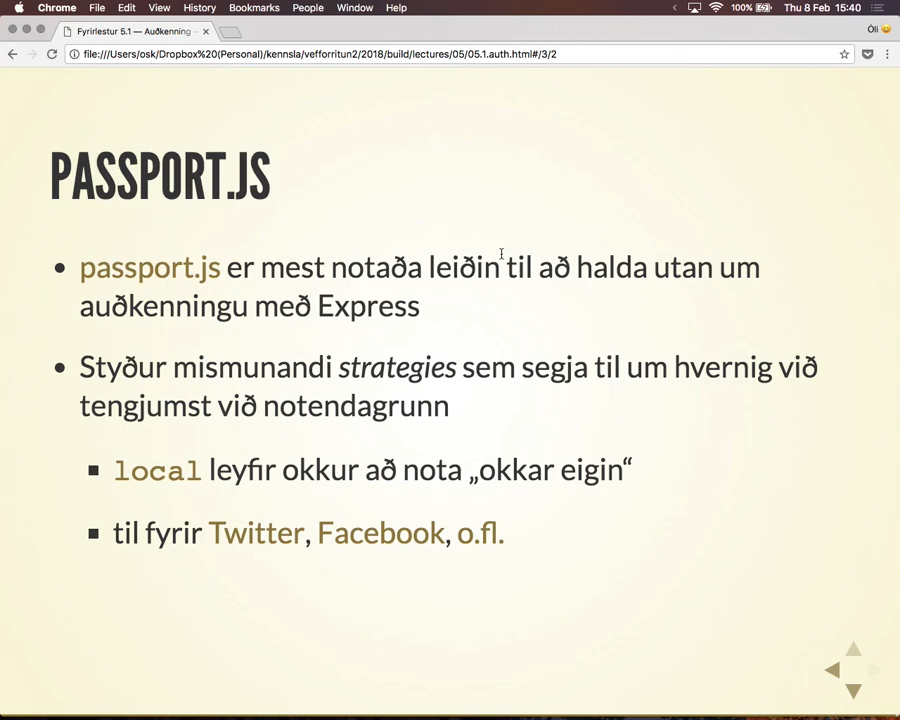 Chrome File Edit View History Bookmarks People Window Help 100% Thu 8 Feb 15:40
Fyrirlestur 5.1 — Auðkenning - Óli
file:///Users/osk/Dropbox%20(Personal)/kennsla/vefforritun2/2018/build/lectures/05/05.1.auth.html#/3/2
PASSPORT.JS
• passport.js er mest notaða leiðin til að halda utan um
auðkenningu með Express
• Styður mismunandi strategies sem segja til um hvernig við
tengjumst við notendagrunn
▪ local leyfir okkur að nota „okkar eigin“
▪ til fyrir Twitter, Facebook, o.fl.